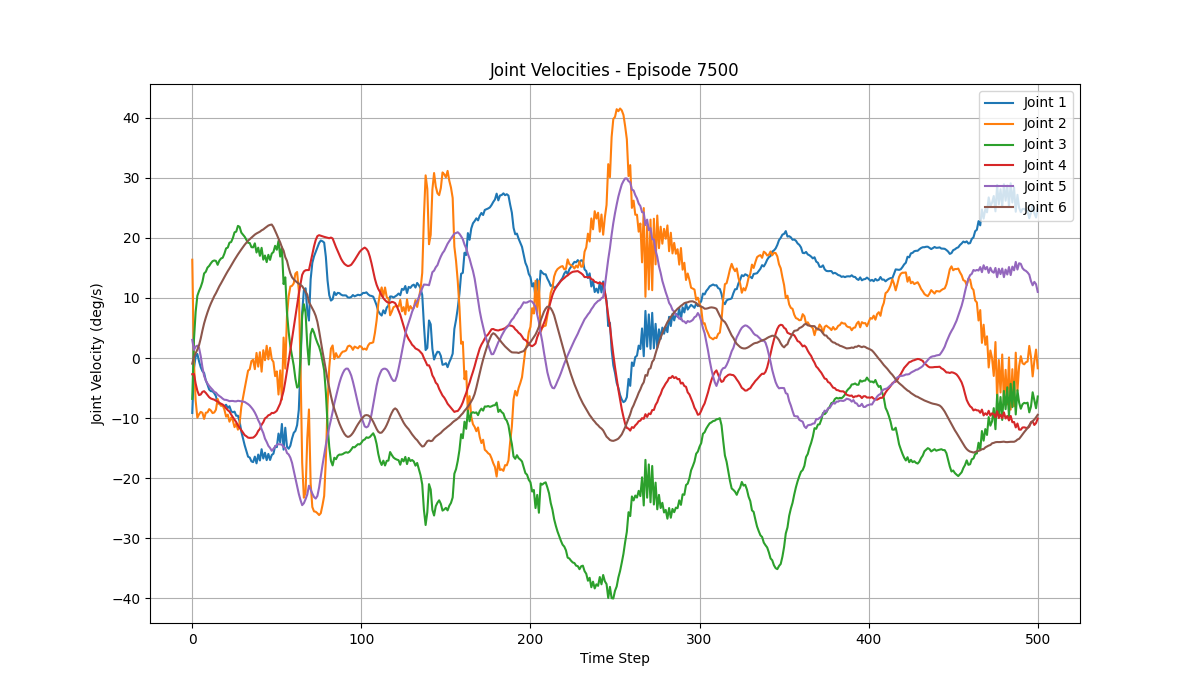 Joint Velocities - Episode 7500
Joint Velocity (deg/s)
40
30
20
10
0
−10
−20
−30
−40
Joint 1
Joint 2
Joint 3
Joint 4
Joint 5
Joint 6
0 100 200 300 400 500
Time Step